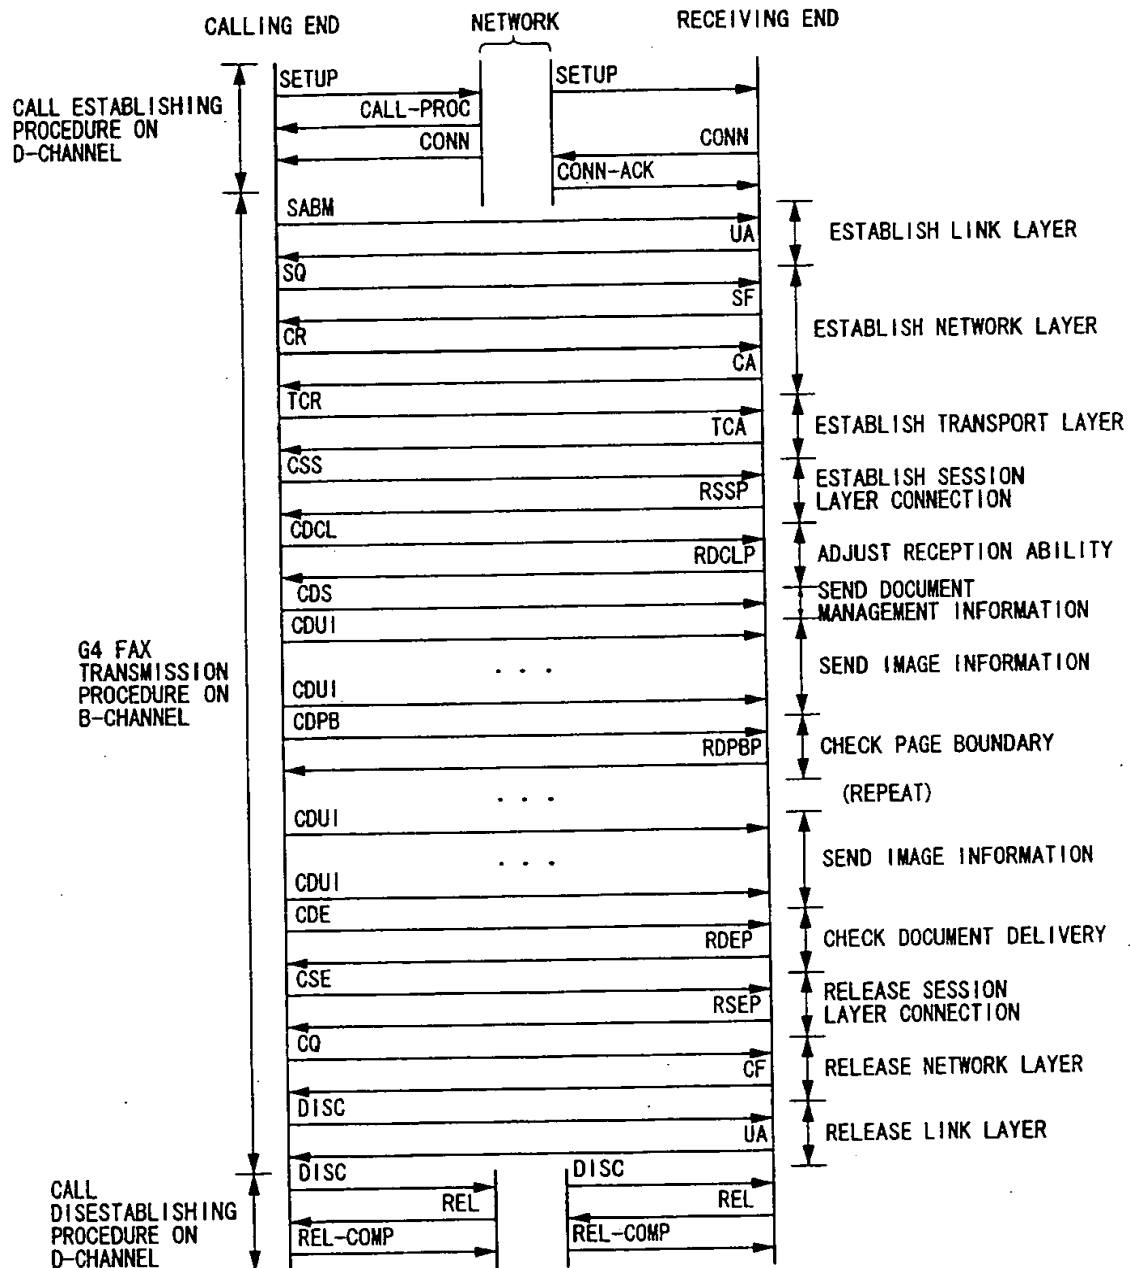 CALLING END
NETWORK
RECEIVING END
SETUP
SETUP
CALL ESTABLISHING
PROCEDURE ON
D-CHANNEL
CALL-PROC
CONN
CONN
CONN-ACK
SABM
UA
ESTABLISH LINK LAYER
SQ
SF
CR
ESTABLISH NETWORK LAYER
CA
TCR
TCA
ESTABLISH TRANSPORT LAYER
CSS
RSSP
ESTABLISH SESSION
LAYER CONNECTION
CDCL
RDCLP
ADJUST RECEPTION ABILITY
CDS
SEND DOCUMENT
MANAGEMENT INFORMATION
CDUI
G4 FAX
TRANSMISSION
PROCEDURE ON
B-CHANNEL
. . .
SEND IMAGE INFORMATION
CDUI
CDPB
RDPBP
CHECK PAGE BOUNDARY
. . .
(REPEAT)
CDUI
. . .
SEND IMAGE INFORMATION
CDUI
CDE
RDEP
CHECK DOCUMENT DELIVERY
CSE
RSEP
RELEASE SESSION
LAYER CONNECTION
CQ
CF
RELEASE NETWORK LAYER
DISC
UA
RELEASE LINK LAYER
DISC
DISC
CALL
DISESTABLISHING
PROCEDURE ON
D-CHANNEL
REL
REL
REL-COMP
REL-COMP